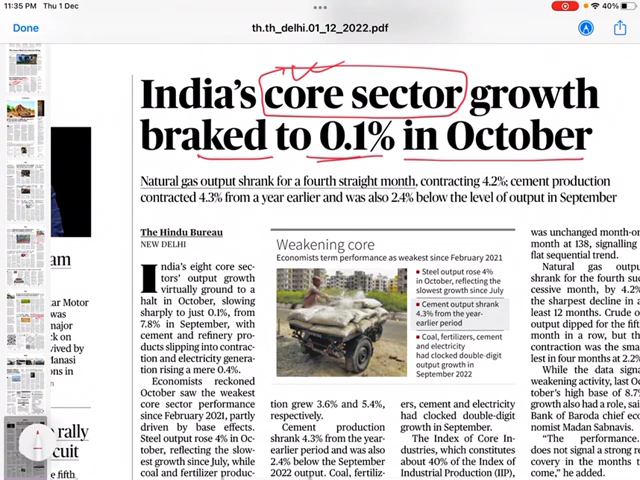 11:35 PM Thu 1 Dec
40%
Done
th.th_delhi.01_12_2022.pdf
India's core sector growth
braked to 0.1% in October
Natural gas output shrank for a fourth straight month, contracting 4.2%; cement production
contracted 4.3% from a year earlier and was also 2.4% below the level of output in September
The Hindu Bureau
NEW DELHI
India's eight core sec-
tors' output growth
virtually ground to a
halt in October, slowing
sharply to just 0.1%, from
7.8% in September, with
cement and refinery pro-
ducts slipping into contrac-
tion and electricity genera-
tion rising a mere 0.4%.
Economists reckoned
October saw the weakest
core sector performance
since February 2021, partly
driven by base effects.
Steel output rose 4% in Oc-
tober, reflecting the slow-
est growth since July, while
coal and fertilizer produc-
Weakening core
Economists term performance as weakest since February 2021
Steel output rose 4%
in October, reflecting the
slowest growth since July
Cement output shrank
4.3% from the year-
earlier period
Coal, fertilizers, cement
and electricity
had clocked double-digit
output growth in
September 2022
tion grew 3.6% and 5.4%,
respectively.
Cement production
shrank 4.3% from the year-
earlier period and was also
2.4% below the September
2022 output. Coal, fertiliz-
ers, cement and electricity
had clocked double-digit
growth in September.
The Index of Core In-
dustries, which constitutes
about 40% of the Index of
Industrial Production (IIP),
was unchanged month-on-
month at 138, signalling
flat sequential trend.
Natural gas outpu
shrank for the fourth suc
cessive month, by 4.2%
the sharpest decline in a
least 12 months. Crude o
output dipped for the fift
month in a row, but th
contraction was the sma
lest in four months at 2.2%
While the data signa
weakening activity, last Oc
tober's high base of 8.7%
growth also had a role, sai
Bank of Baroda chief eco
nomist Madan Sabnavis.
"The performance
does not signal a strong re
covery in the months t
come," he added.
am
ar Motor
was
major
ck on
vived by
Manasi
ons in
rally
cuit
e fifth